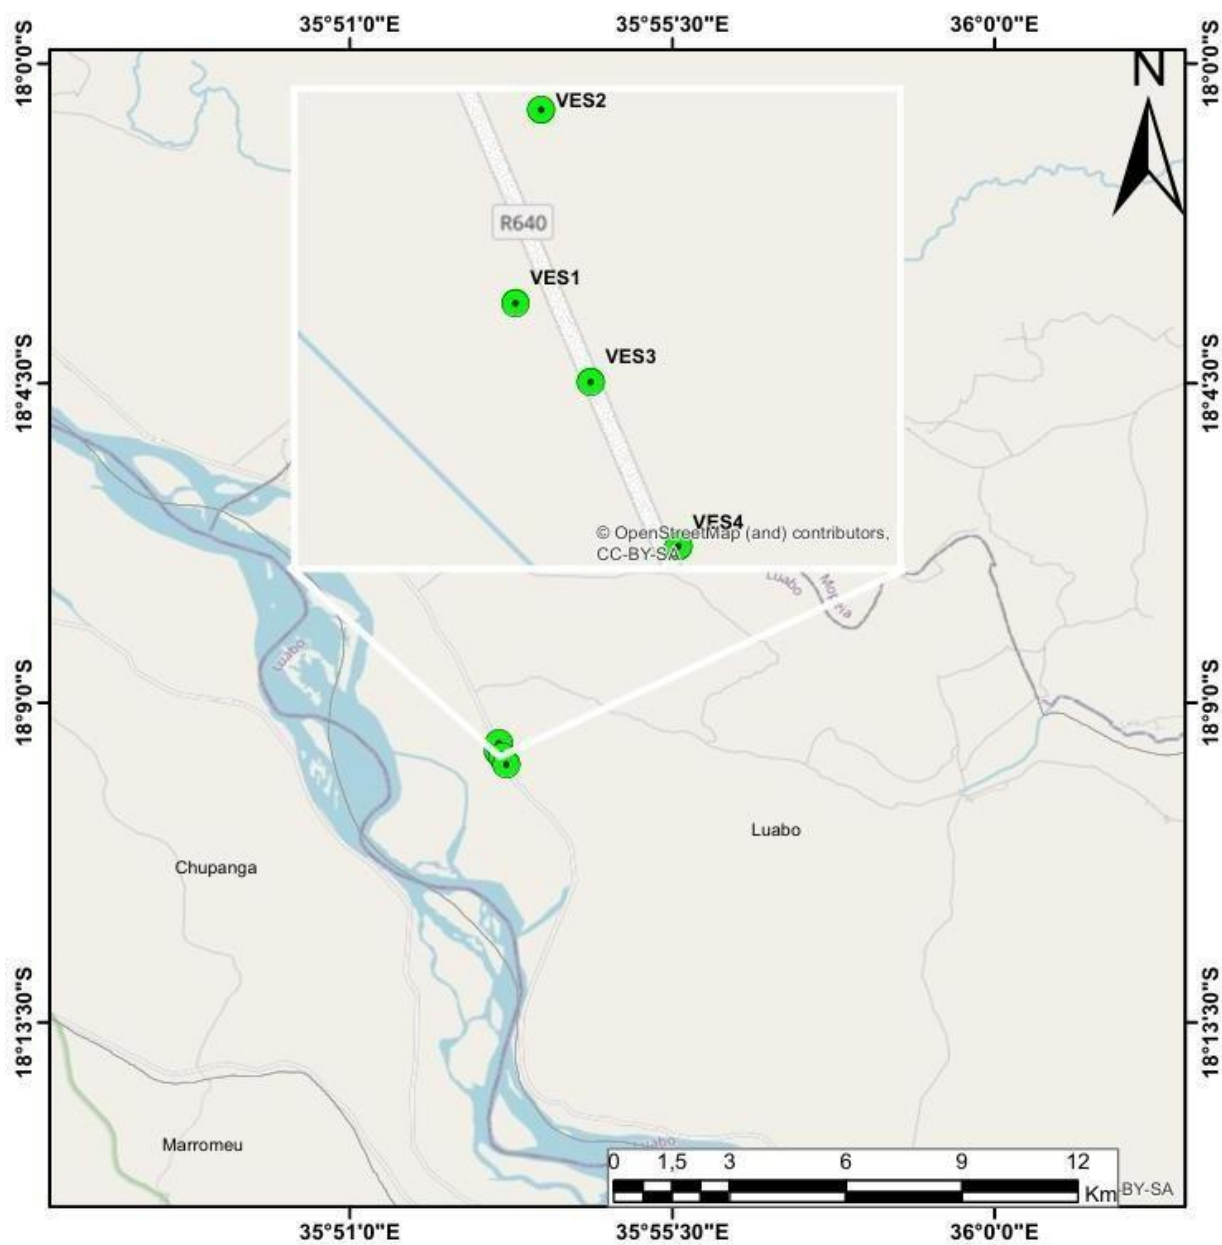 35°51'0"E 35°55'30"E 36°0'0"E
18°0'0"S 18°0'0"S
N
VES2
R640
VES1
VES3
18°4'30"S 18°4'30"S
VES4
© OpenStreetMap (and) contributors,
CC-BY-SA
Luabo
Luabo
18°9'0"S 18°9'0"S
Luabo
Chupanga
18°13'30"S 18°13'30"S
Marromeu
0 1,5 3 6 9 12
Km
BY-SA
35°51'0"E 35°55'30"E 36°0'0"E